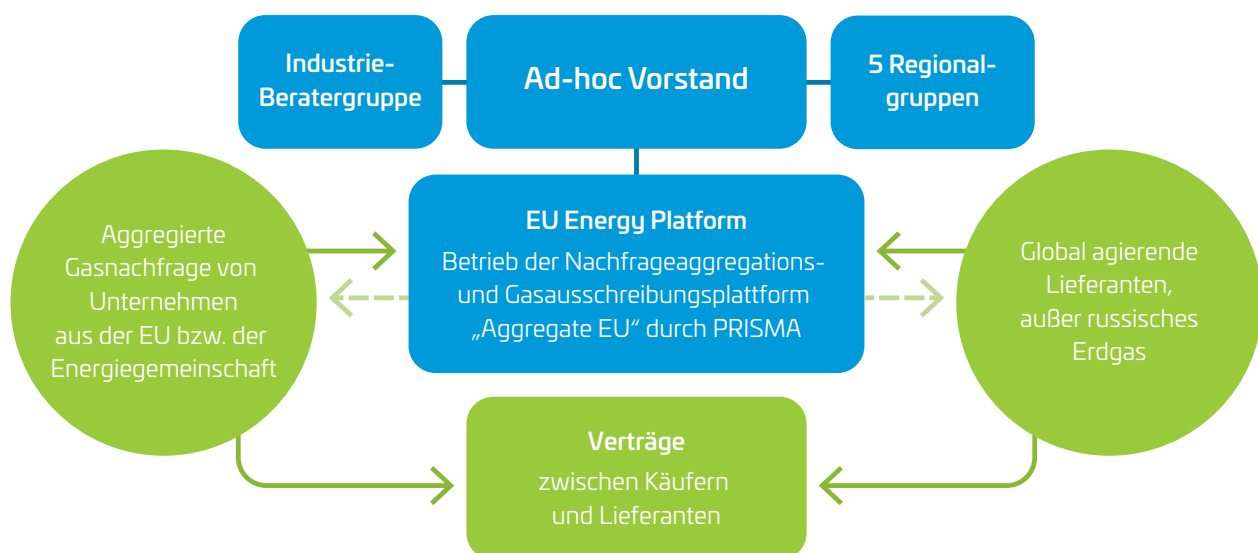 Industrie-
Beratergruppe
Ad-hoc Vorstand
5 Regional-
gruppen
Aggregierte
Gasnachfrage von
Unternehmen
aus der EU bzw. der
Energiegemeinschaft
EU Energy Platform
Betrieb der Nachfrageaggregations-
und Gasausschreibungsplattform
„Aggregate EU“ durch PRISMA
Global agierende
Lieferanten,
außer russisches
Erdgas
Verträge
zwischen Käufern
und Lieferanten